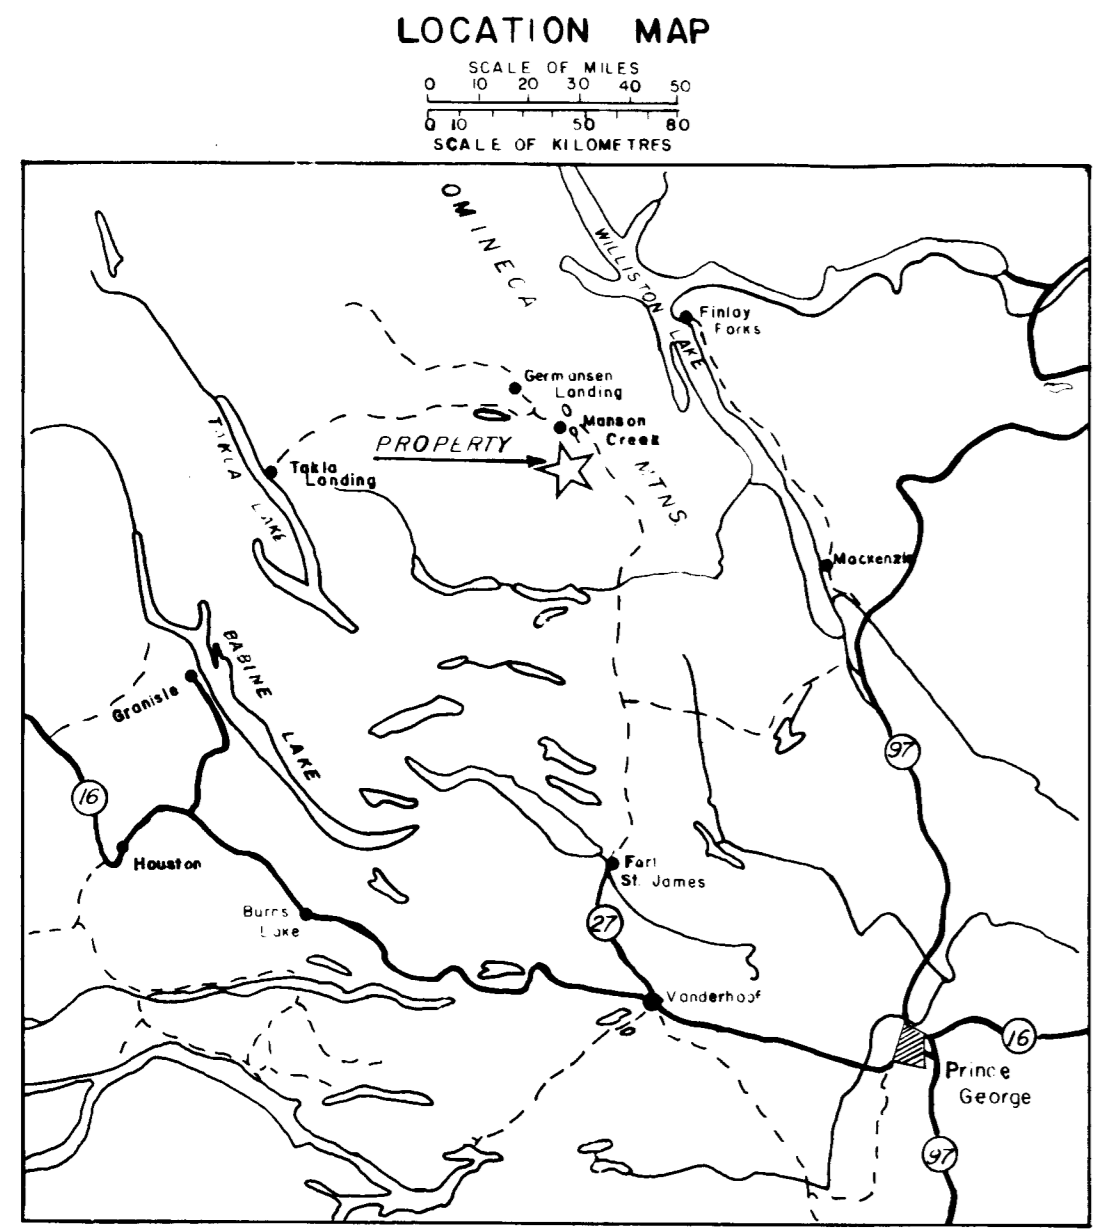 LOCATION MAP
SCALE OF MILES
0 10 20 30 40 50
0 10 50 80
SCALE OF KILOMETRES
OMINECA
WILLISTON
LAKE
Finlay
Forks
Germansen
Landing
Manson
Creek
PROPERTY
MTNS.
TAKLA
LAKE
Takla
Landing
Mackenzie
BABINE
LAKE
Granisle
97
16
Houston
Fort
St. James
Burns
Lake
27
Vanderhoof
16
Prince
George
97